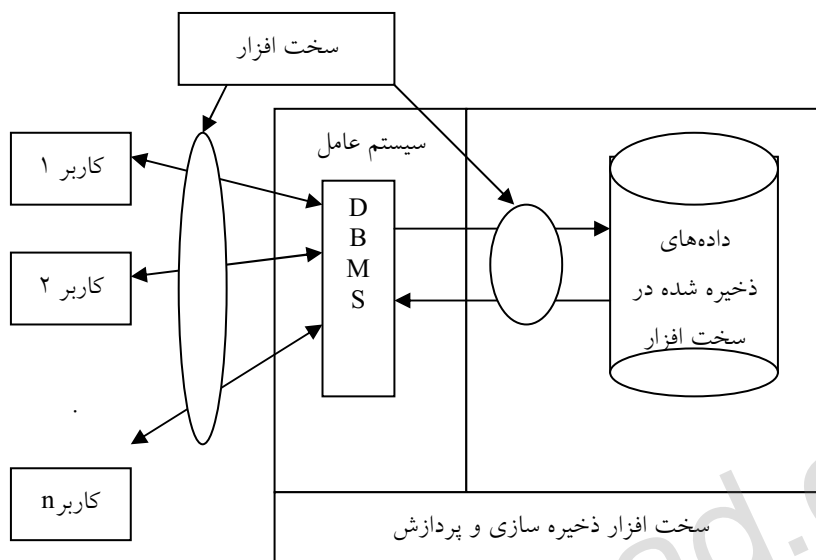 سخت افزار
سیستم عامل
کاربر ۱
کاربر ۲
.
کاربر n
D
B
M
S
داده‌های
ذخیره شده در
سخت افزار
سخت افزار ذخیره سازی و پردازش